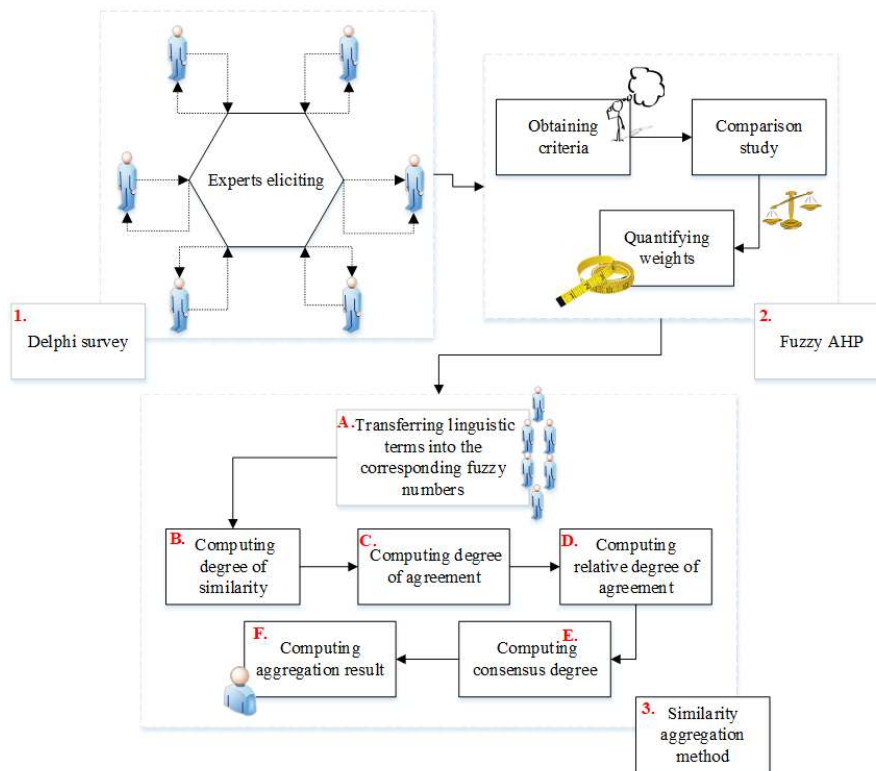 Experts eliciting
1.
Delphi survey
Obtaining
criteria
Comparison
study
Quantifying
weights
2.
Fuzzy AHP
A. Transferring linguistic
terms into the
corresponding fuzzy
numbers
B.
Computing
degree of
similarity
C.
Computing degree
of agreement
D.
Computing
relative degree of
agreement
E.
Computing
consensus degree
F.
Computing
aggregation result
3.
Similarity
aggregation
method